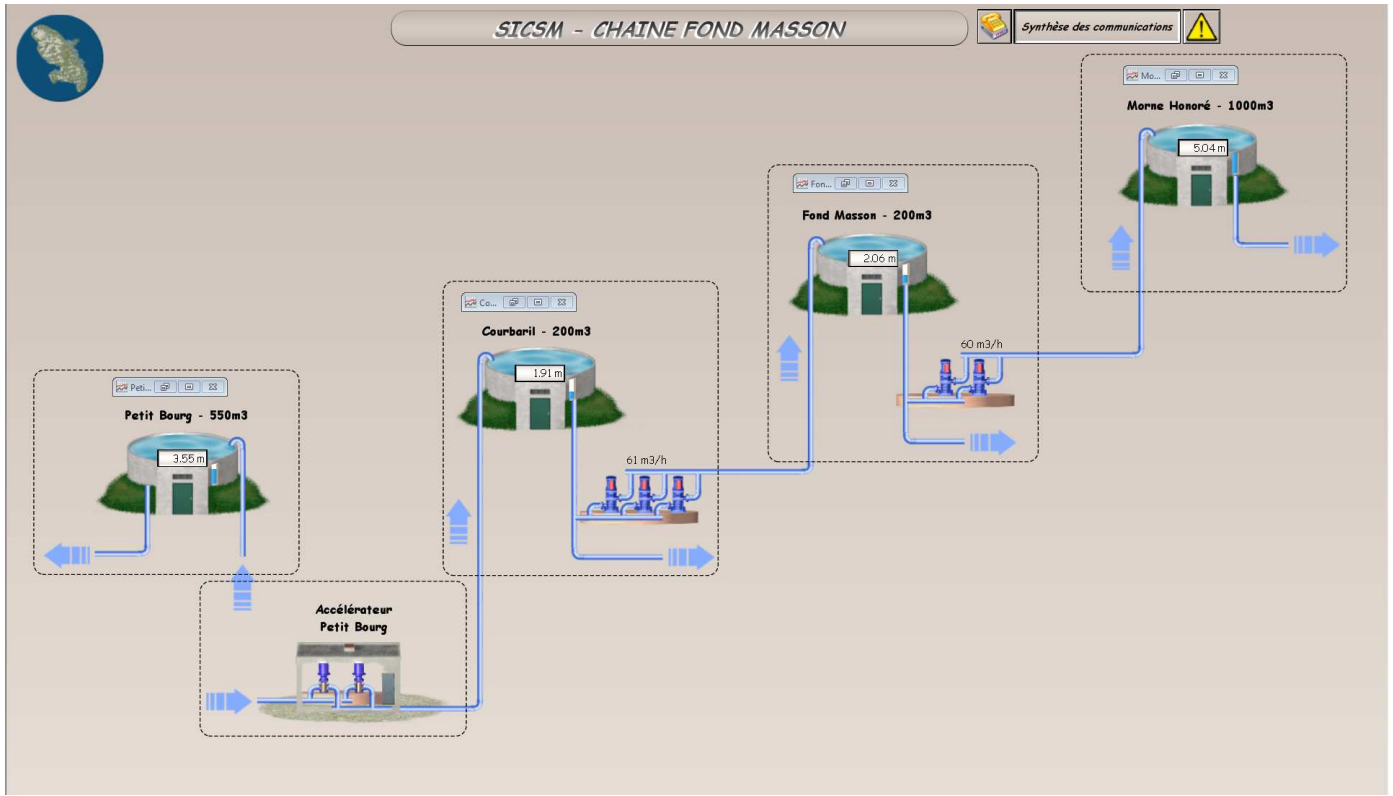 SICSM - CHAINE FOND MASSON
Synthèse des communications
Mo...
Morne Honoré - 1000m3
5.04 m
Fon...
Fond Masson - 200m3
2.06 m
60 m3/h
Co...
Courbaril - 200m3
1.91 m
61 m3/h
Peti...
Petit Bourg - 550m3
3.55 m
Accélérateur
Petit Bourg